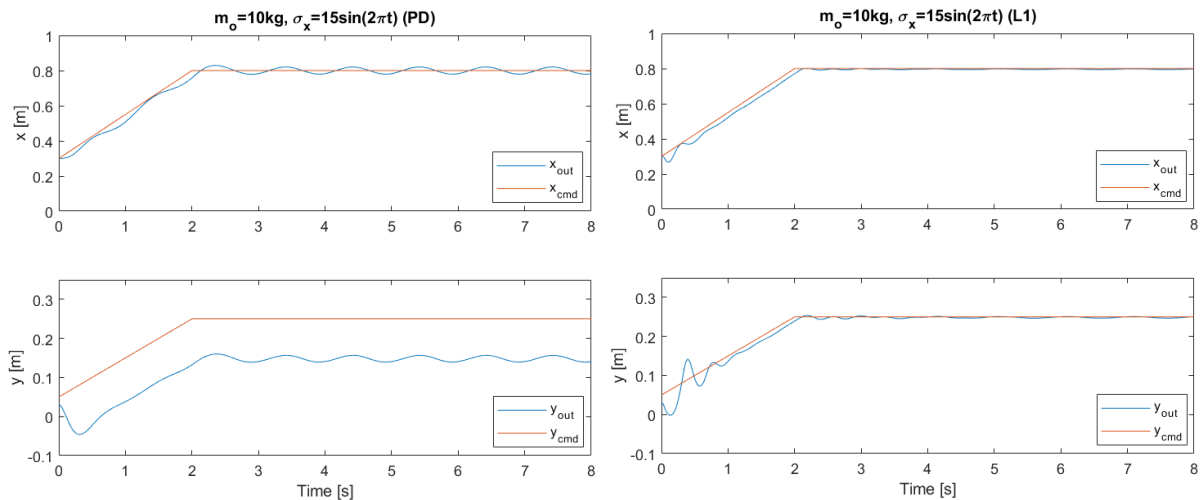 m_o=10kg, σ_x=15sin(2πt) (PD)
1
0.8
0.6
0.4
0.2
0
x [m]
0 1 2 3 4 5 6 7 8
x_out
x_cmd
0.3
0.2
0.1
0
-0.1
y [m]
0 1 2 3 4 5 6 7 8
Time [s]
y_out
y_cmd
m_o=10kg, σ_x=15sin(2πt) (L1)
1
0.8
0.6
0.4
0.2
0
x [m]
0 1 2 3 4 5 6 7 8
x_out
x_cmd
0.3
0.2
0.1
0
-0.1
y [m]
0 1 2 3 4 5 6 7 8
Time [s]
y_out
y_cmd